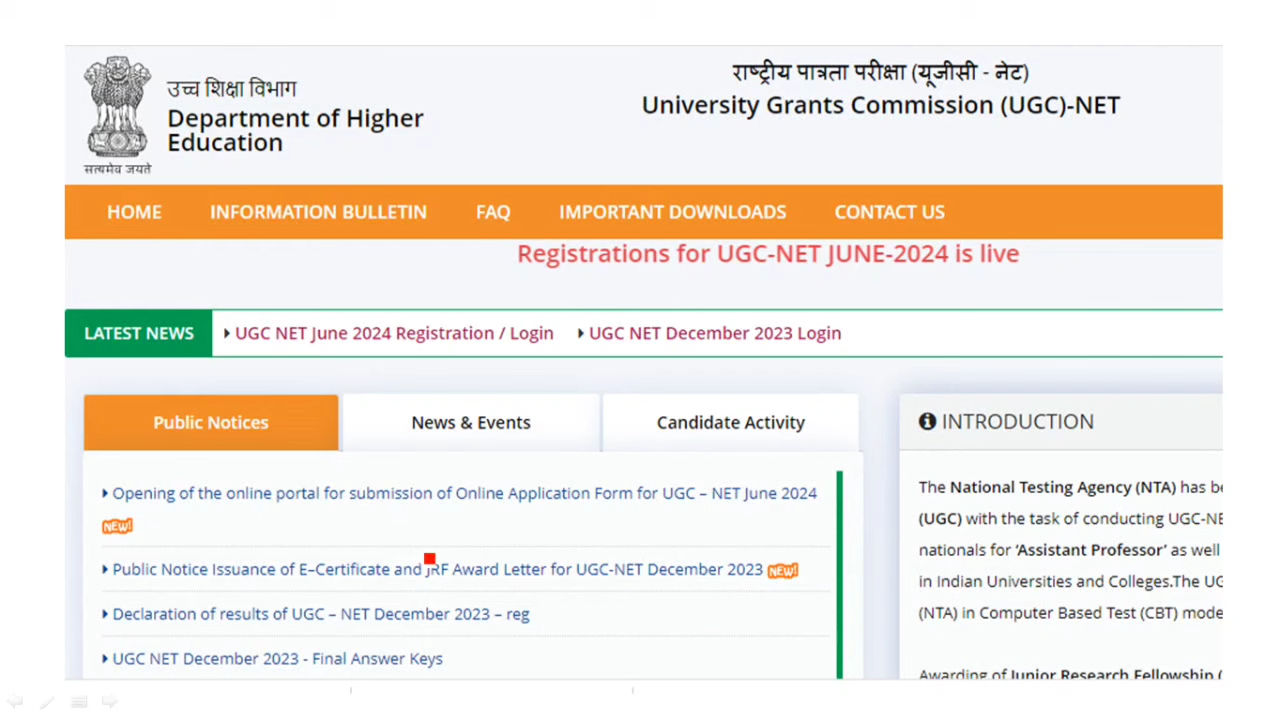 उच्च शिक्षा विभाग
Department of Higher
Education
सत्यमेव जयते
राष्ट्रीय पात्रता परीक्षा (यूजीसी - नेट)
University Grants Commission (UGC)-NET
HOME INFORMATION BULLETIN FAQ IMPORTANT DOWNLOADS CONTACT US
Registrations for UGC-NET JUNE-2024 is live
LATEST NEWS UGC NET June 2024 Registration / Login UGC NET December 2023 Login
Public Notices News & Events Candidate Activity
Opening of the online portal for submission of Online Application Form for UGC – NET June 2024
NEW!
Public Notice Issuance of E–Certificate and JRF Award Letter for UGC-NET December 2023 NEW!
Declaration of results of UGC – NET December 2023 – reg
UGC NET December 2023 - Final Answer Keys
INTRODUCTION
The National Testing Agency (NTA) has be
(UGC) with the task of conducting UGC-NE
nationals for ‘Assistant Professor’ as well
in Indian Universities and Colleges.The UG
(NTA) in Computer Based Test (CBT) mode
Awarding of Junior Research Fellowship (